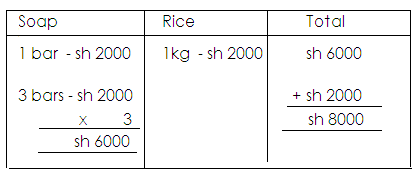 Soap Rice Total
1 bar - sh 2000 1kg - sh 2000 sh 6000
3 bars - sh 2000 + sh 2000
x 3 sh 8000
sh 6000